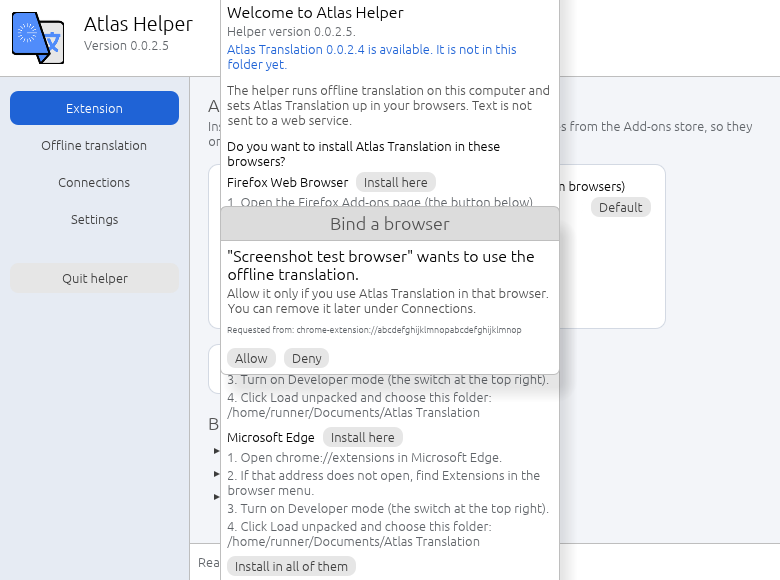 Atlas Helper
Version 0.0.2.5
Extension
Offline translation
Connections
Settings
Quit helper
Welcome to Atlas Helper
Helper version 0.0.2.5.
Atlas Translation 0.0.2.4 is available. It is not in this
folder yet.
The helper runs offline translation on this computer and
sets Atlas Translation up in your browsers. Text is not
sent to a web service.
Do you want to install Atlas Translation in these
browsers?
Firefox Web Browser
Install here
1. Open the Firefox Add-ons page (the button below)
Bind a browser
"Screenshot test browser" wants to use the
offline translation.
Allow it only if you use Atlas Translation in that browser.
You can remove it later under Connections.
Requested from: chrome-extension://abcdefghijklmnopabcdefghijklmnop
Allow
Deny
3. Turn on Developer mode (the switch at the top right).
4. Click Load unpacked and choose this folder:
/home/runner/Documents/Atlas Translation
Microsoft Edge
Install here
1. Open chrome://extensions in Microsoft Edge.
2. If that address does not open, find Extensions in the
browser menu.
3. Turn on Developer mode (the switch at the top right).
4. Click Load unpacked and choose this folder:
/home/runner/Documents/Atlas Translation
Install in all of them
from the Add-ons store, so they
browsers)
Default